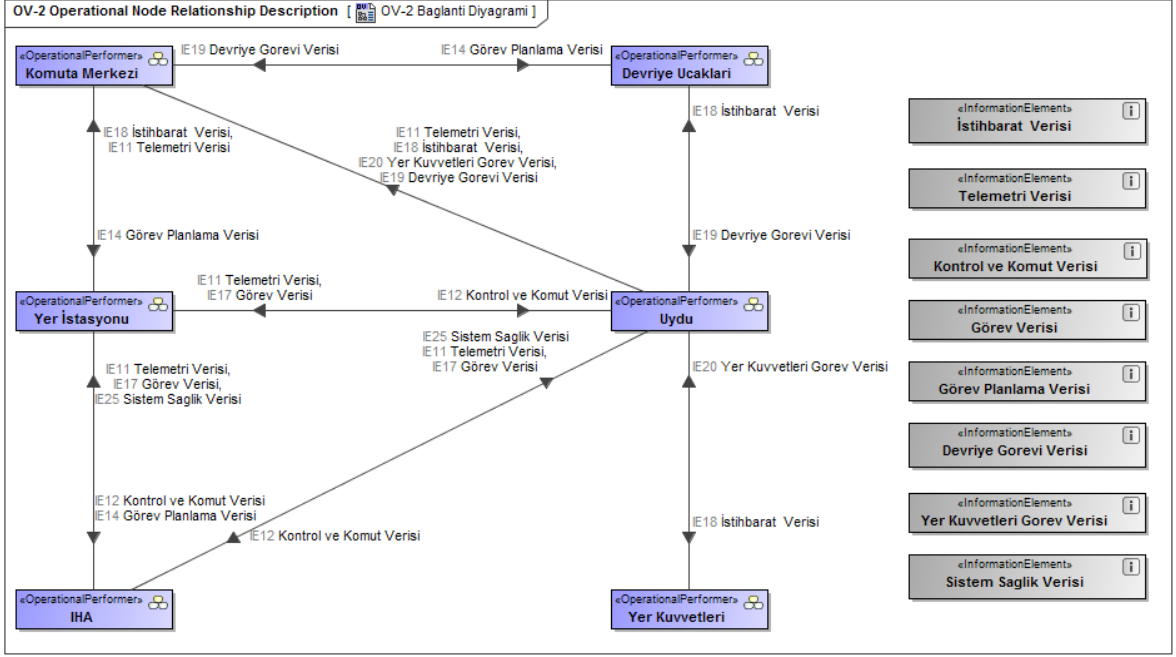 OV-2 Operational Node Relationship Description [ OV-2 Baglanti Diyagrami ]
«OperationalPerformer»
Komuta Merkezi
IE19 Devriye Gorevi Verisi
IE14 Görev Planlama Verisi
«OperationalPerformer»
Devriye Ucaklari
IE18 İstihbarat Verisi,
IE11 Telemetri Verisi
IE11 Telemetri Verisi,
IE18 İstihbarat Verisi,
IE20 Yer Kuvvetleri Gorev Verisi,
IE19 Devriye Gorevi Verisi
IE18 İstihbarat Verisi
IE14 Görev Planlama Verisi
IE19 Devriye Gorevi Verisi
«OperationalPerformer»
Yer İstasyonu
IE11 Telemetri Verisi,
IE17 Görev Verisi
IE12 Kontrol ve Komut Verisi
«OperationalPerformer»
Uydu
IE11 Telemetri Verisi,
IE17 Görev Verisi,
IE25 Sistem Saglik Verisi
IE25 Sistem Saglik Verisi
IE11 Telemetri Verisi,
IE17 Görev Verisi
IE20 Yer Kuvvetleri Gorev Verisi
IE12 Kontrol ve Komut Verisi
IE14 Görev Planlama Verisi
IE12 Kontrol ve Komut Verisi
IE18 İstihbarat Verisi
«OperationalPerformer»
IHA
«OperationalPerformer»
Yer Kuvvetleri
«InformationElement»
İstihbarat Verisi
«InformationElement»
Telemetri Verisi
«InformationElement»
Kontrol ve Komut Verisi
«InformationElement»
Görev Verisi
«InformationElement»
Görev Planlama Verisi
«InformationElement»
Devriye Gorevi Verisi
«InformationElement»
Yer Kuvvetleri Gorev Verisi
«InformationElement»
Sistem Saglik Verisi